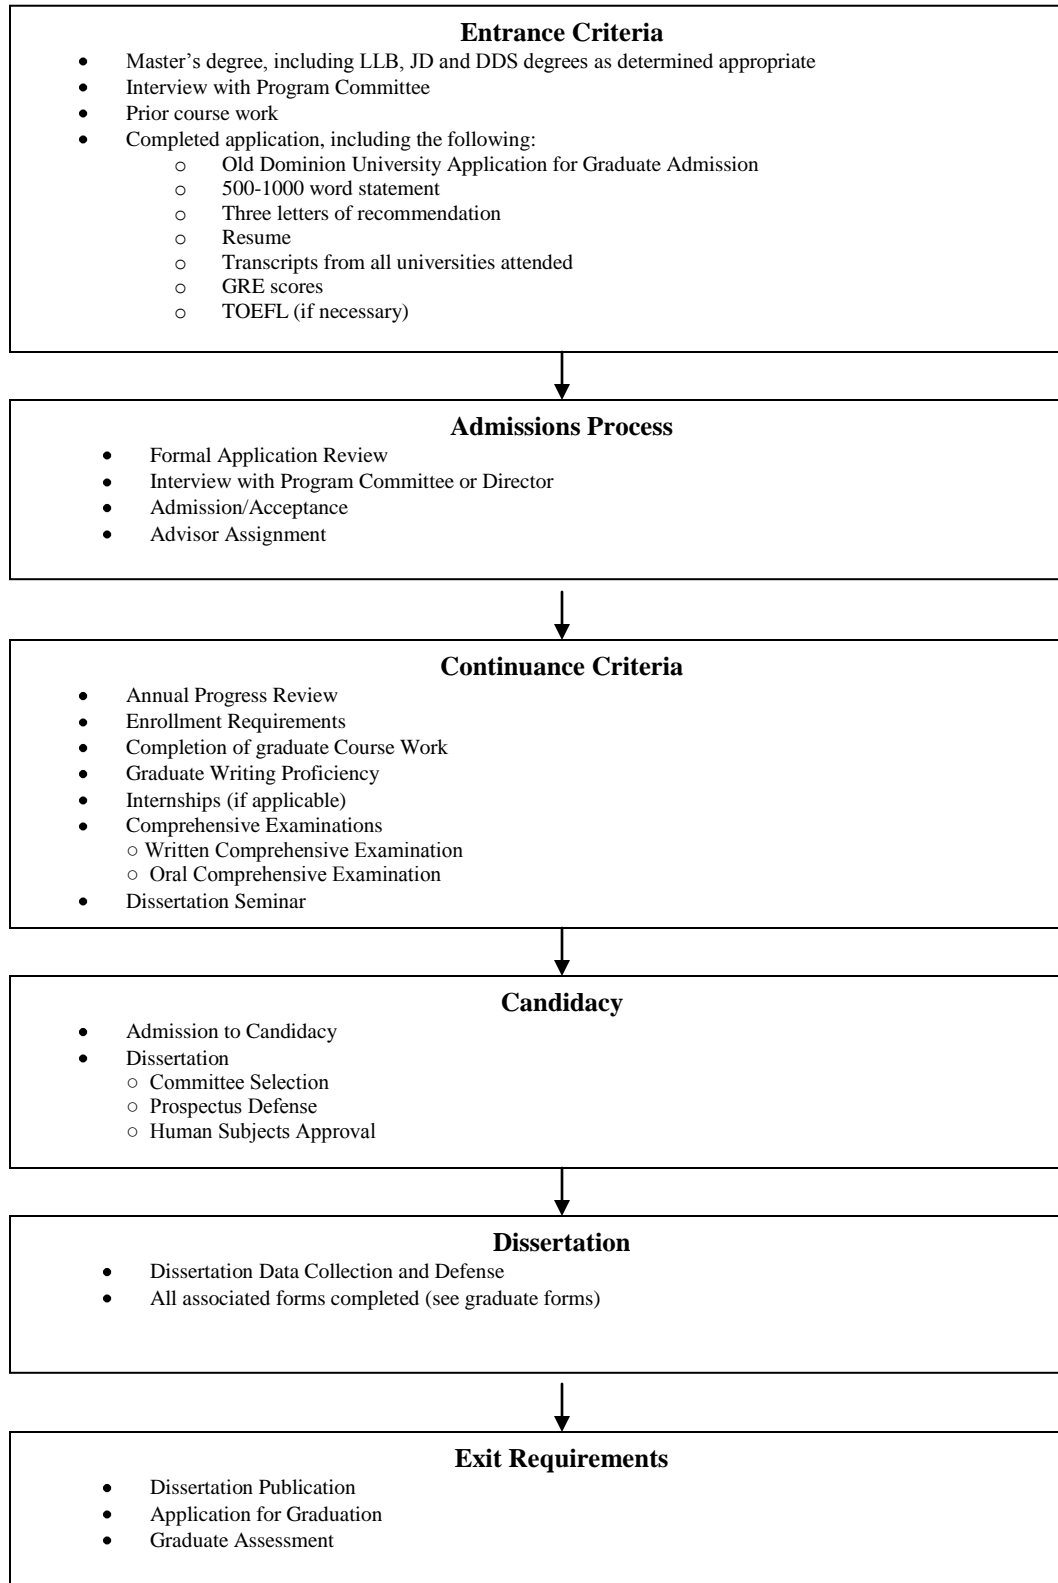 Entrance Criteria
• Master's degree, including LLB, JD and DDS degrees as determined appropriate
• Interview with Program Committee
• Prior course work
• Completed application, including the following:
o Old Dominion University Application for Graduate Admission
o 500-1000 word statement
o Three letters of recommendation
o Resume
o Transcripts from all universities attended
o GRE scores
o TOEFL (if necessary)
Admissions Process
• Formal Application Review
• Interview with Program Committee or Director
• Admission/Acceptance
• Advisor Assignment
Continuance Criteria
• Annual Progress Review
• Enrollment Requirements
• Completion of graduate Course Work
• Graduate Writing Proficiency
• Internships (if applicable)
• Comprehensive Examinations
○ Written Comprehensive Examination
○ Oral Comprehensive Examination
• Dissertation Seminar
Candidacy
• Admission to Candidacy
• Dissertation
○ Committee Selection
○ Prospectus Defense
○ Human Subjects Approval
Dissertation
• Dissertation Data Collection and Defense
• All associated forms completed (see graduate forms)
Exit Requirements
• Dissertation Publication
• Application for Graduation
• Graduate Assessment